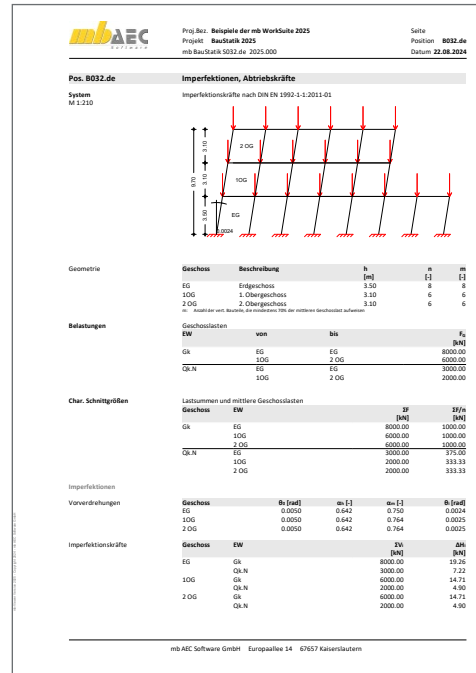 mbAEC
Software
Proj.Bez. Beispiele der mb WorkSuite 2025
Seite
Projekt BauStatik 2025
Position B032.de
mb BauStatik S032.de 2025.000
Datum 22.08.2024
Pos. B032.de Imperfektionen, Abtriebskräfte
System
M 1:210
Imperfektionskräfte nach DIN EN 1992-1-1:2011-01
9.70
3.10
3.10
3.50
2 OG
1OG
EG
0.0024
Geometrie
Geschoss Beschreibung h n m
[m] [-] [-]
EG Erdgeschoss 3.50 8 8
1OG 1. Obergeschoss 3.10 6 6
2 OG 2. Obergeschoss 3.10 6 6
m: Anzahl der vert. Bauteile, die mindestens 70% der mittleren Geschosslast aufweisen
Belastungen
Geschosslasten
EW von bis
[kN]
Gk EG EG 8000.00
1OG 2 OG 6000.00
Qk.N EG EG 3000.00
1OG 2 OG 2000.00
Char. Schnittgrößen
Lastsummen und mittlere Geschosslasten
Geschoss EW ΣF ΣF/n
[kN] [kN]
Gk EG 8000.00 1000.00
1OG 6000.00 1000.00
2 OG 6000.00 1000.00
Qk.N EG 3000.00 375.00
1OG 2000.00 333.33
2 OG 2000.00 333.33
Imperfektionen
Vorverdrehungen
Geschoss θ₀ [rad] αₕ [-] αₘ [-] θᵢ [rad]
EG 0.0050 0.642 0.750 0.0024
1OG 0.0050 0.642 0.764 0.0025
2 OG 0.0050 0.642 0.764 0.0025
Imperfektionskräfte
Geschoss EW ΣVᵢ ΔHᵢ
[kN] [kN]
EG Gk 8000.00 19.26
Qk.N 3000.00 7.22
1OG Gk 6000.00 14.71
Qk.N 2000.00 4.90
2 OG Gk 6000.00 14.71
Qk.N 2000.00 4.90
mb AEC Software GmbH Europaallee 14 67657 Kaiserslautern